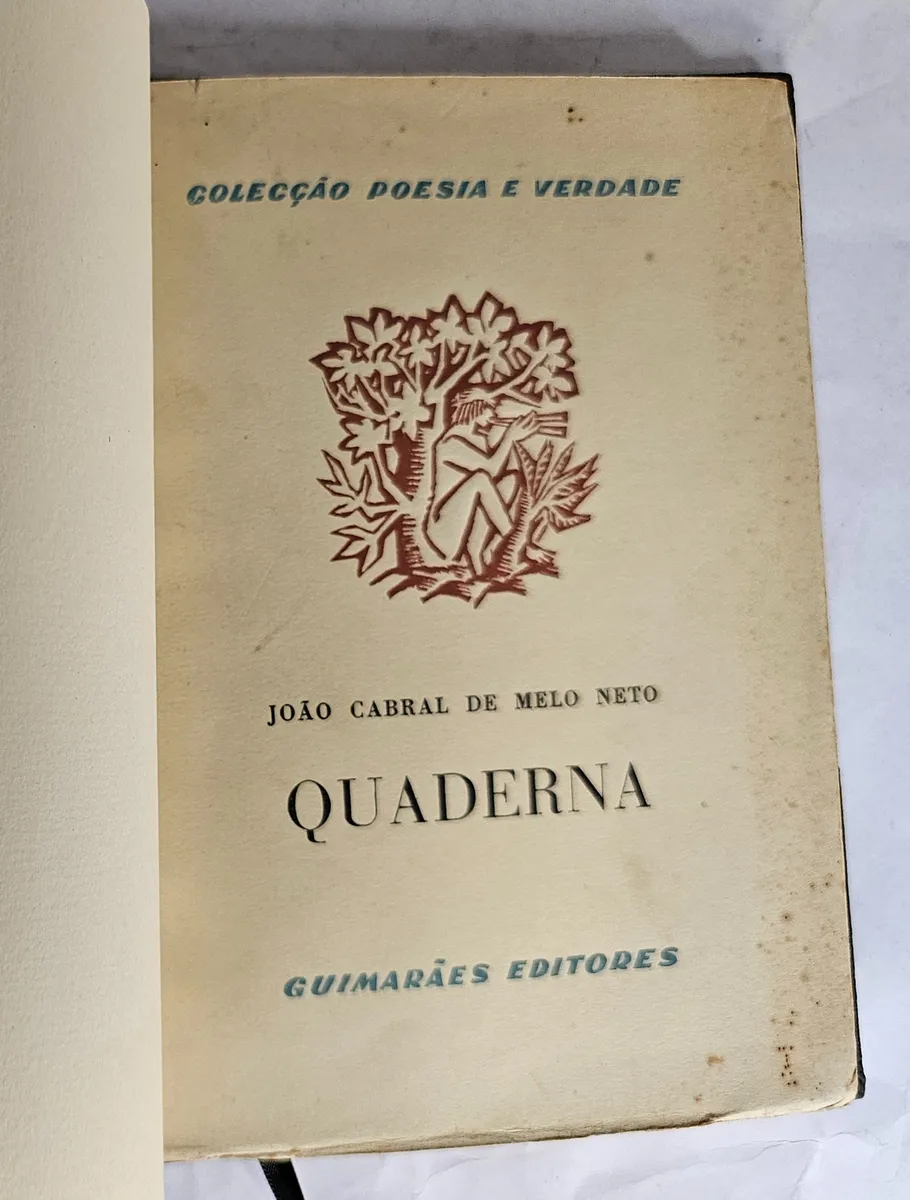 COLECÇÃO POESIA E VERDADE
JOÃO CABRAL DE MELO NETO
QUADERNA
GUIMARÃES EDITORES